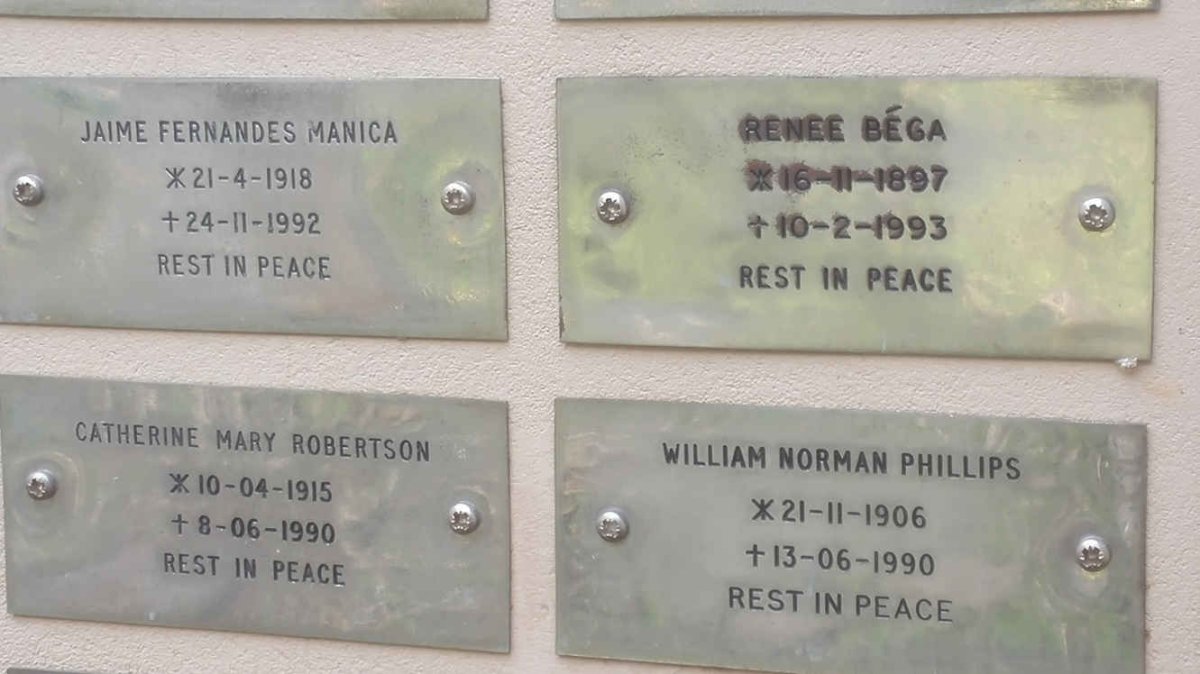 JAIME FERNANDES MANICA
Ж 21-4-1918
† 24-11-1992
REST IN PEACE
RENEE BÉGA
Ж 16-11-1897
† 10-2-1993
REST IN PEACE
CATHERINE MARY ROBERTSON
Ж 10-04-1915
† 8-06-1990
REST IN PEACE
WILLIAM NORMAN PHILLIPS
Ж 21-11-1906
† 13-06-1990
REST IN PEACE